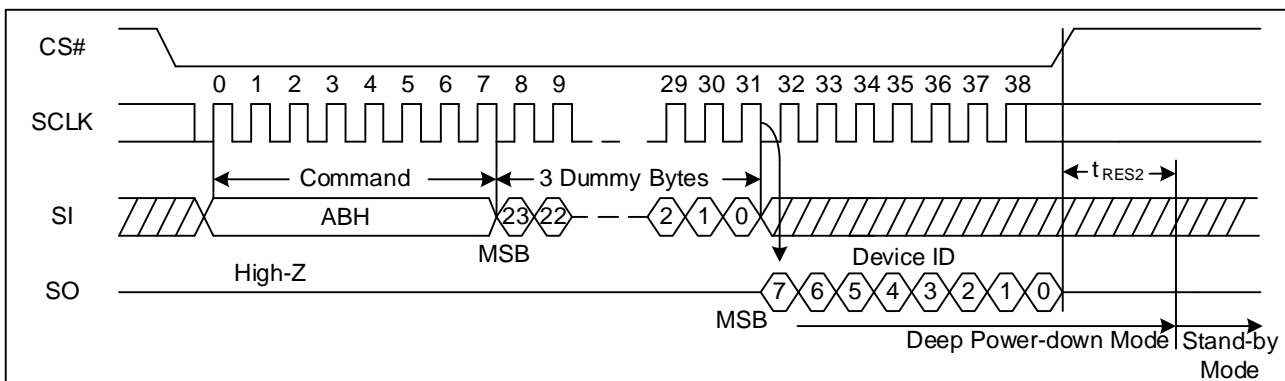 CS#
0 1 2 3 4 5 6 7 8 9 29 30 31 32 33 34 35 36 37 38
SCLK
Command 3 Dummy Bytes tRES2
SI ABH 23 22 2 1 0
MSB Device ID
High-Z
SO 7 6 5 4 3 2 1 0
MSB
Deep Power-down Mode Stand-by
Mode